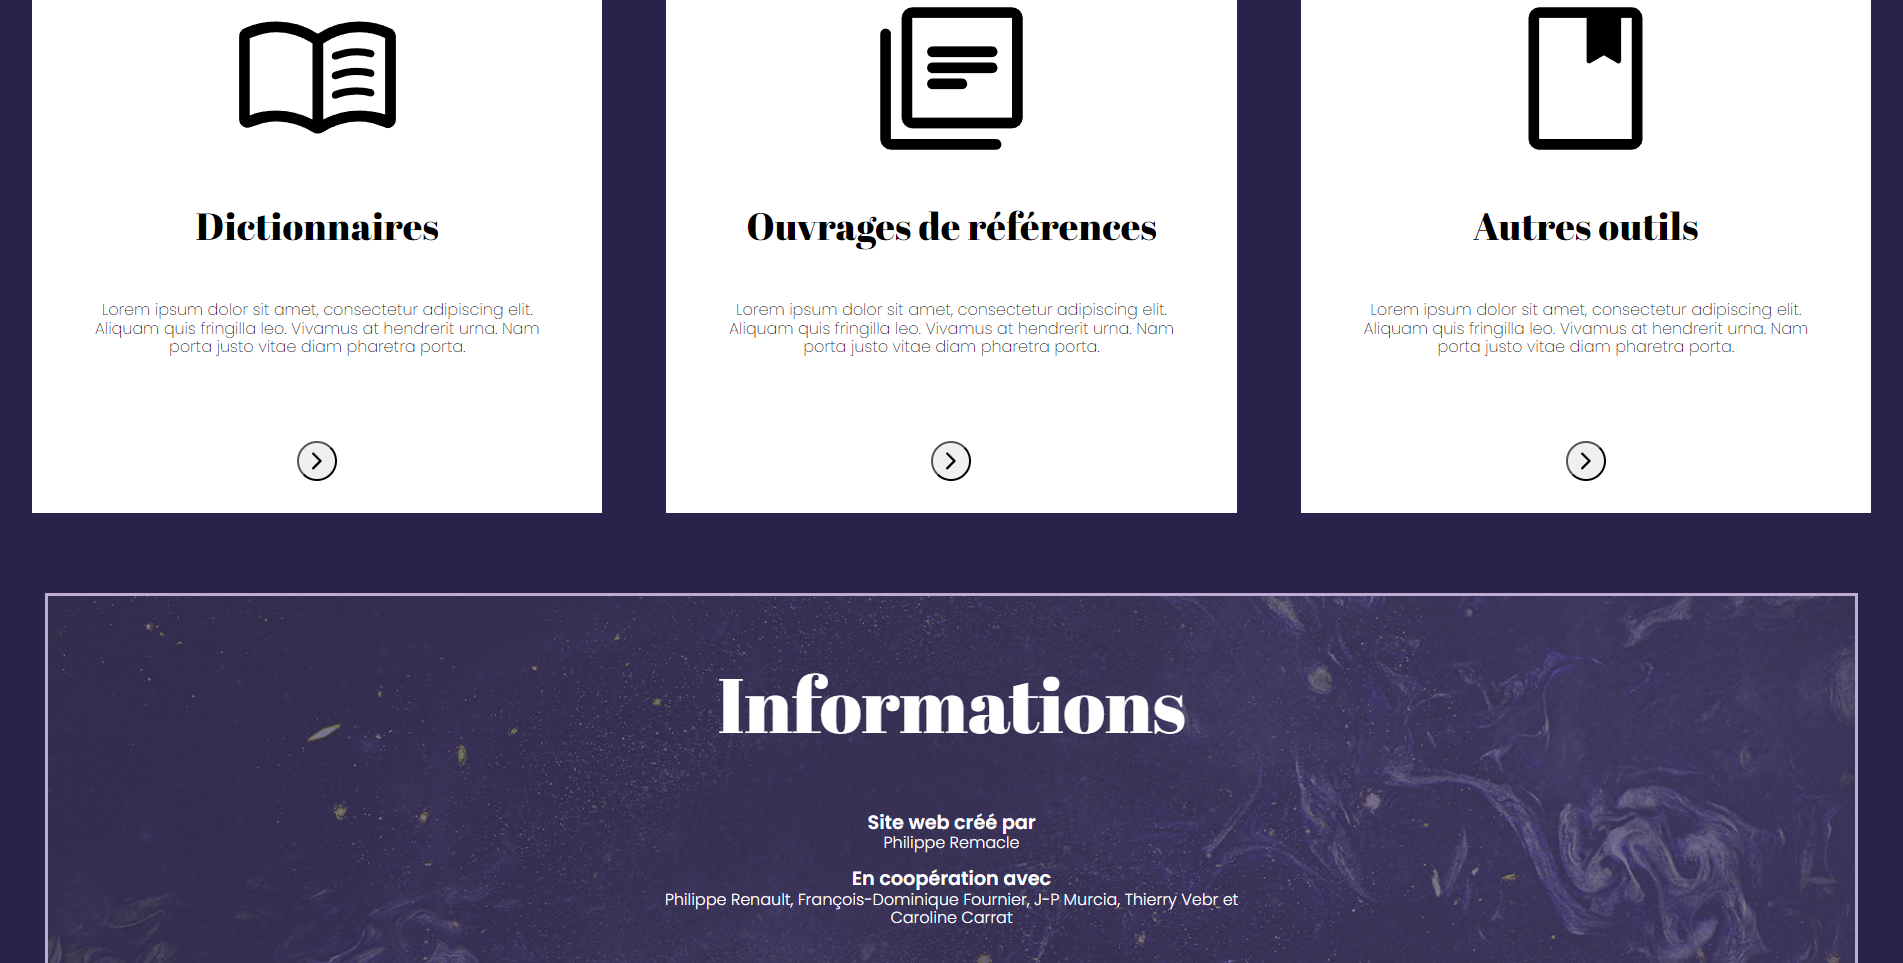 Dictionnaires
Lorem ipsum dolor sit amet, consectetur adipiscing elit.
Aliquam quis fringilla leo. Vivamus at hendrerit urna. Nam
porta justo vitae diam pharetra porta.
Ouvrages de références
Lorem ipsum dolor sit amet, consectetur adipiscing elit.
Aliquam quis fringilla leo. Vivamus at hendrerit urna. Nam
porta justo vitae diam pharetra porta.
Autres outils
Lorem ipsum dolor sit amet, consectetur adipiscing elit.
Aliquam quis fringilla leo. Vivamus at hendrerit urna. Nam
porta justo vitae diam pharetra porta.
Informations
Site web créé par
Philippe Remacle
En coopération avec
Philippe Renault, François-Dominique Fournier, J-P Murcia, Thierry Vebr et
Caroline Carrat